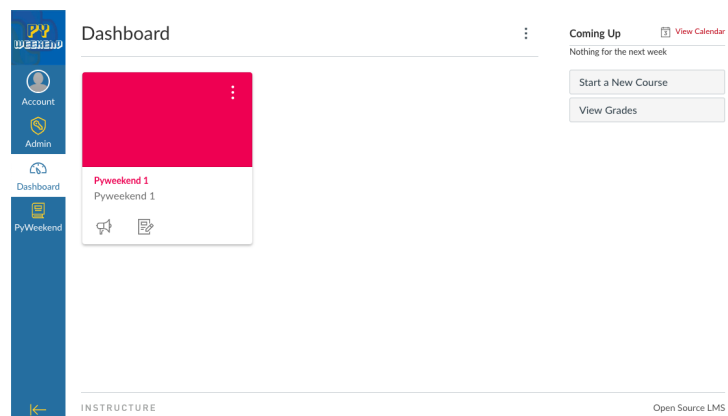 PY
WEEKEND
Account
Admin
Dashboard
PyWeekend
Dashboard
Pyweekend 1
Pyweekend 1
Coming Up
View Calendar
Nothing for the next week
Start a New Course
View Grades
INSTRUCTURE
Open Source LMS